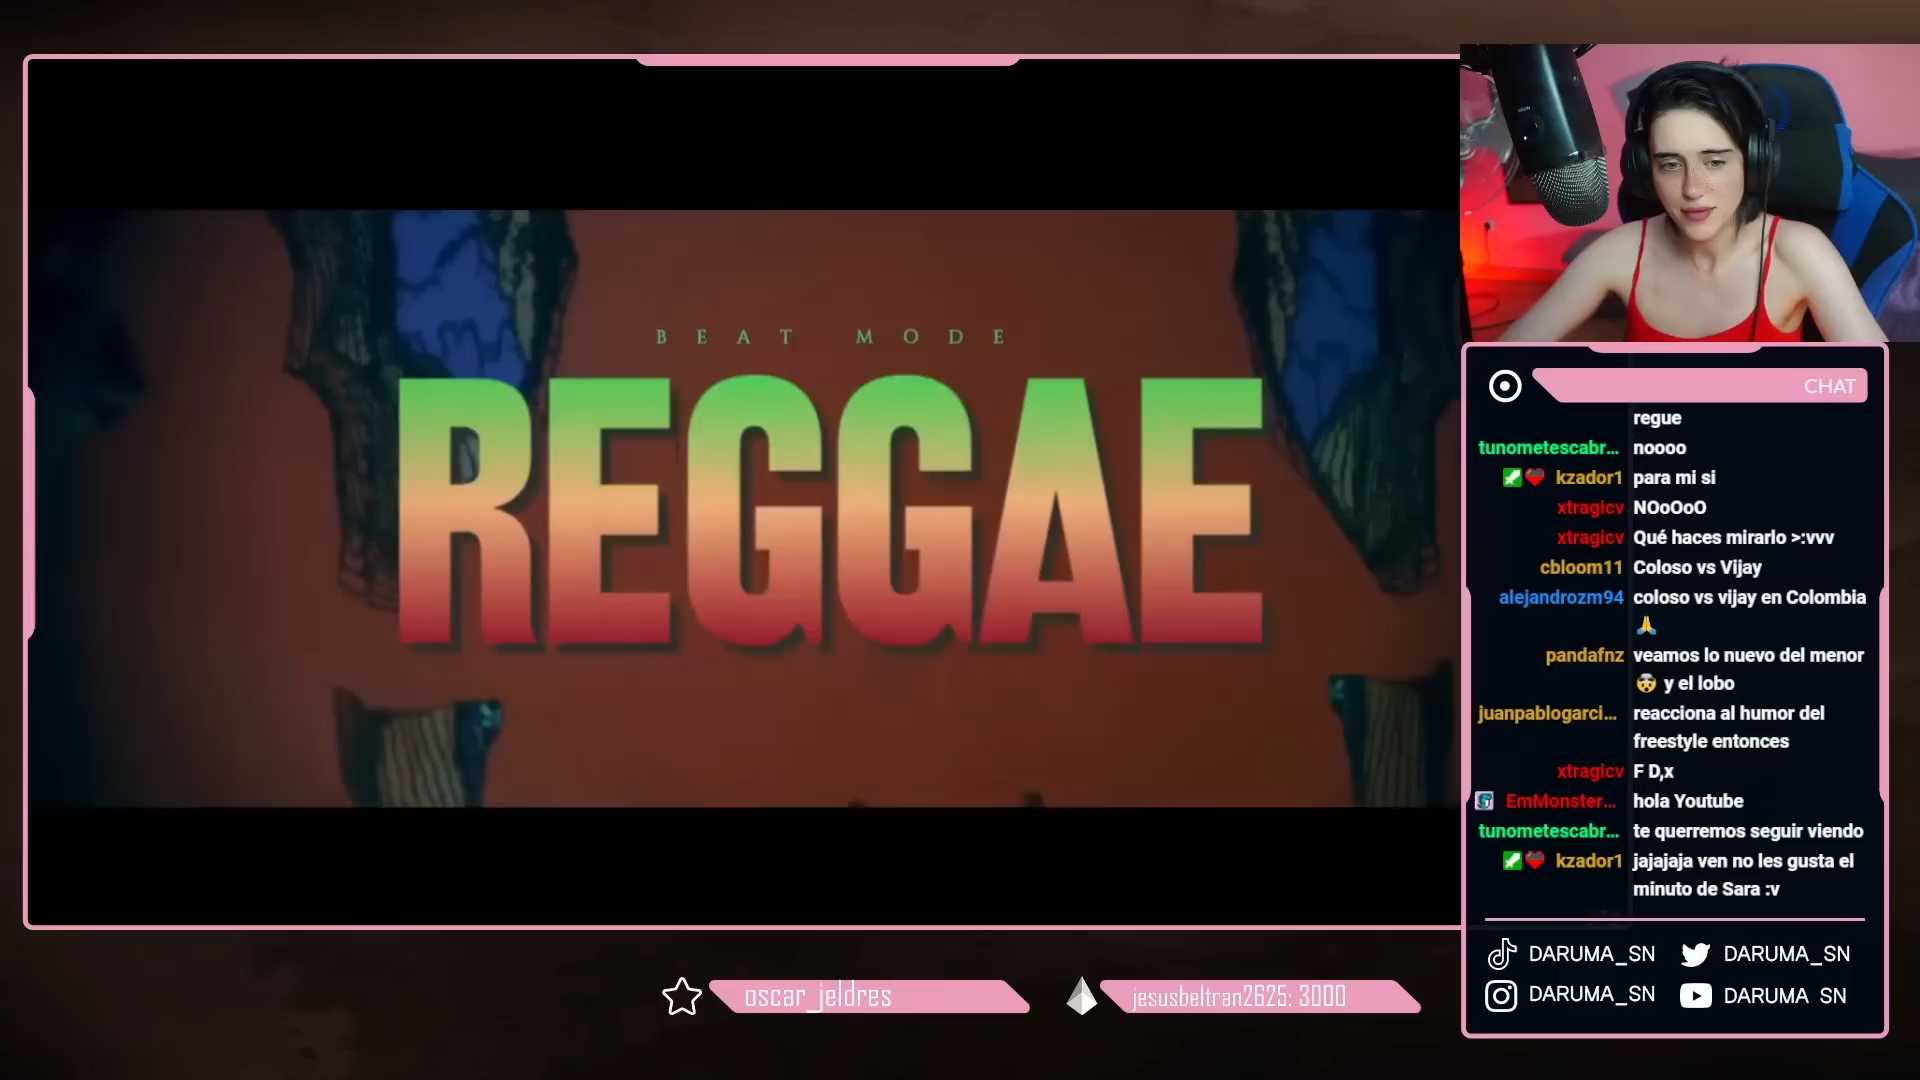 BEAT MODE
REGGAE
CHAT
regue
tunometescabr... noooo
kzador1 para mi si
xtragicv NOoOoO
xtragicv Qué haces mirarlo >:vvv
cbloom11 Coloso vs Vijay
alejandrozm94 coloso vs vijay en Colombia
🙏
pandafnz veamos lo nuevo del menor
🤯 y el lobo
juanpablogarci... reacciona al humor del
freestyle entonces
xtragicv F D,x
EmMonster... hola Youtube
tunometescabr... te querremos seguir viendo
kzador1 jajajaja ven no les gusta el
minuto de Sara :v
DARUMA_SN DARUMA_SN
DARUMA_SN DARUMA SN
oscar_jeldres
jesusbeltran2625: 3000